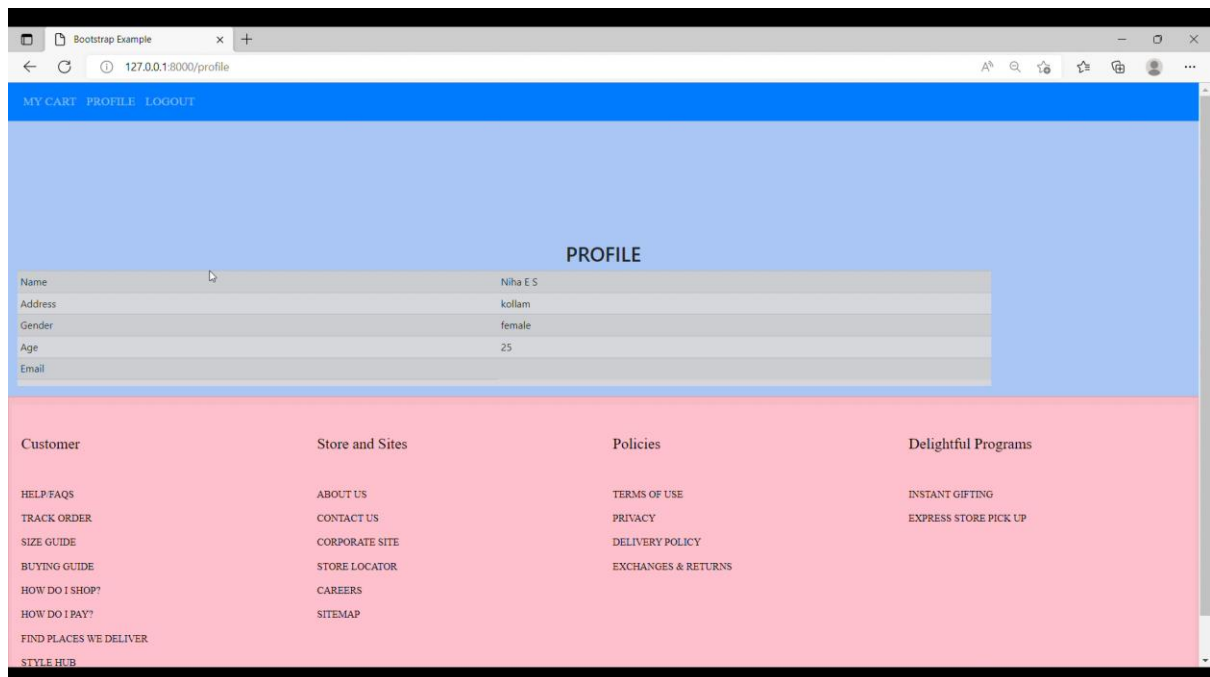 Bootstrap Example
127.0.0.1:8000/profile
MY CART PROFILE LOGOUT
PROFILE
Name Niha E S
Address kollam
Gender female
Age 25
Email
Customer Store and Sites Policies Delightful Programs
HELP/FAQS ABOUT US TERMS OF USE INSTANT GIFTING
TRACK ORDER CONTACT US PRIVACY EXPRESS STORE PICK UP
SIZE GUIDE CORPORATE SITE DELIVERY POLICY
BUYING GUIDE STORE LOCATOR EXCHANGES & RETURNS
HOW DO I SHOP? CAREERS
HOW DO I PAY? SITEMAP
FIND PLACES WE DELIVER
STYLE HUB